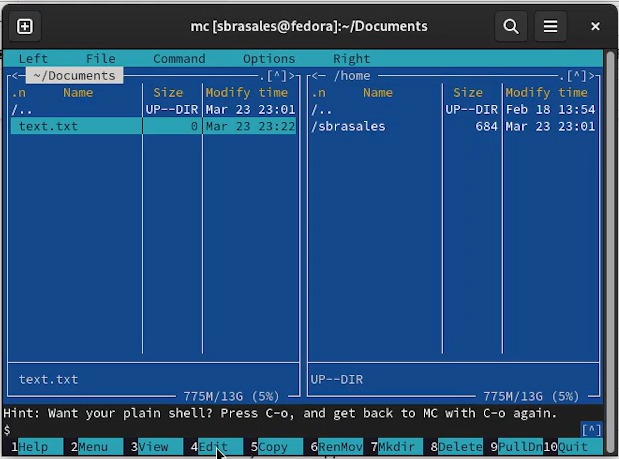 mc [sbrasales@fedora]:~/Documents
Left File Command Options Right
<─ ~/Documents .[^]>
<─ /home .[^]>
.n Name Size Modify time
/.. UP--DIR Mar 23 23:01
text.txt 0 Mar 23 23:22
.n Name Size Modify time
/.. UP--DIR Feb 18 13:54
/sbrasales 684 Mar 23 23:01
text.txt
775M/13G (5%)
UP--DIR
775M/13G (5%)
Hint: Want your plain shell? Press C-o, and get back to MC with C-o again.
$ [^]
1Help 2Menu 3View 4Edit 5Copy 6RenMov 7Mkdir 8Delete 9PullDn 10Quit